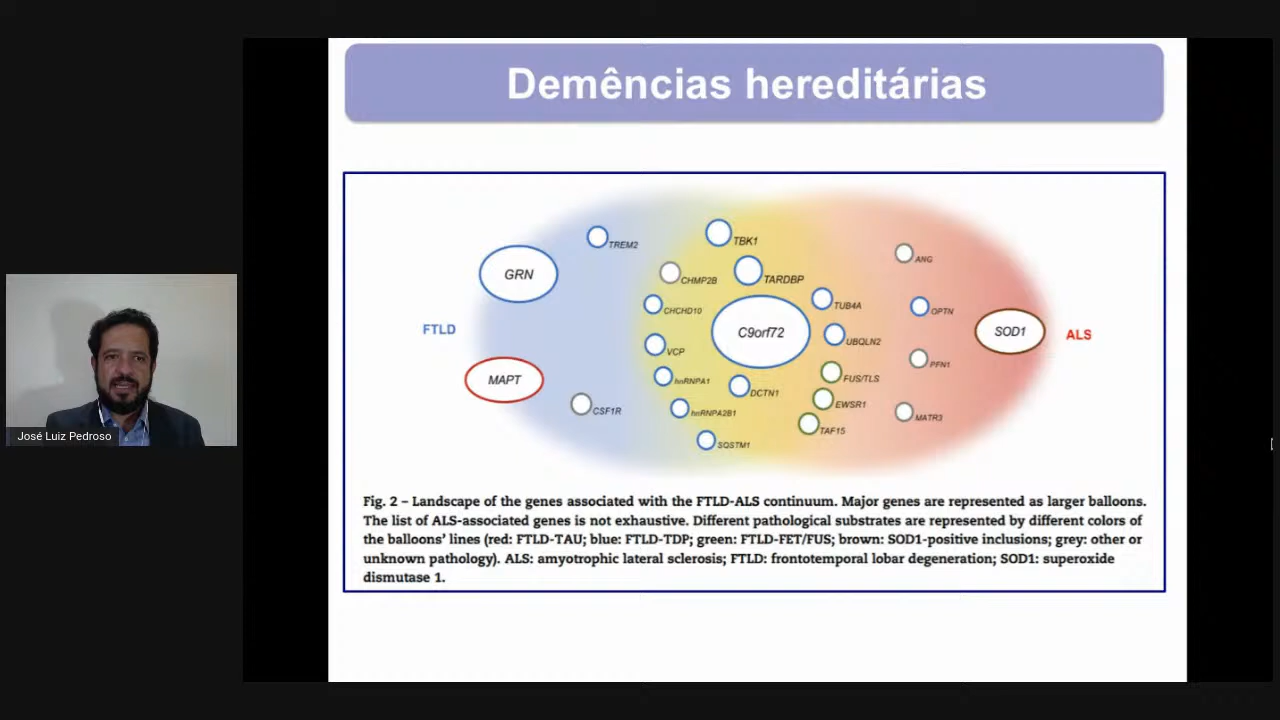 Demências hereditárias
TREM2
TBK1
GRN
CHMP2B
TARDBP
ANG
CHCHD10
TUB4A
OPTN
FTLD
C9orf72
UBQLN2
SOD1
ALS
VCP
PFN1
MAPT
hnRNPA1
DCTN1
FUS/TLS
CSF1R
hnRNPA2B1
EWSR1
MATR3
TAF15
SQSTM1
José Luiz Pedroso
Fig. 2 – Landscape of the genes associated with the FTLD-ALS continuum. Major genes are represented as larger balloons.
The list of ALS-associated genes is not exhaustive. Different pathological substrates are represented by different colors of
the balloons' lines (red: FTLD-TAU; blue: FTLD-TDP; green: FTLD-FET/FUS; brown: SOD1-positive inclusions; grey: other or
unknown pathology). ALS: amyotrophic lateral sclerosis; FTLD: frontotemporal lobar degeneration; SOD1: superoxide
dismutase 1.